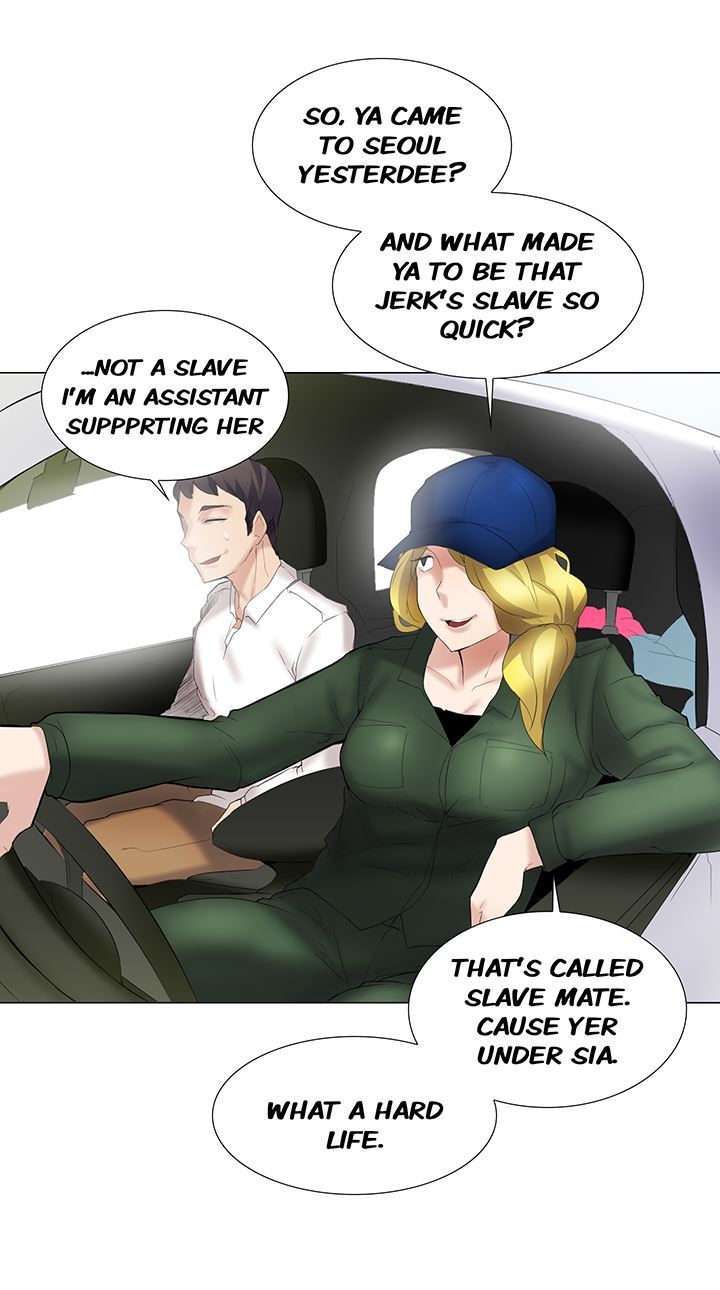 SO, YA CAME
TO SEOUL
YESTERDEE?
AND WHAT MADE
YA TO BE THAT
JERK'S SLAVE SO
QUICK?
...NOT A SLAVE
I'M AN ASSISTANT
SUPPPRTING HER
THAT'S CALLED
SLAVE MATE.
CAUSE YER
UNDER SIA.
WHAT A HARD
LIFE.